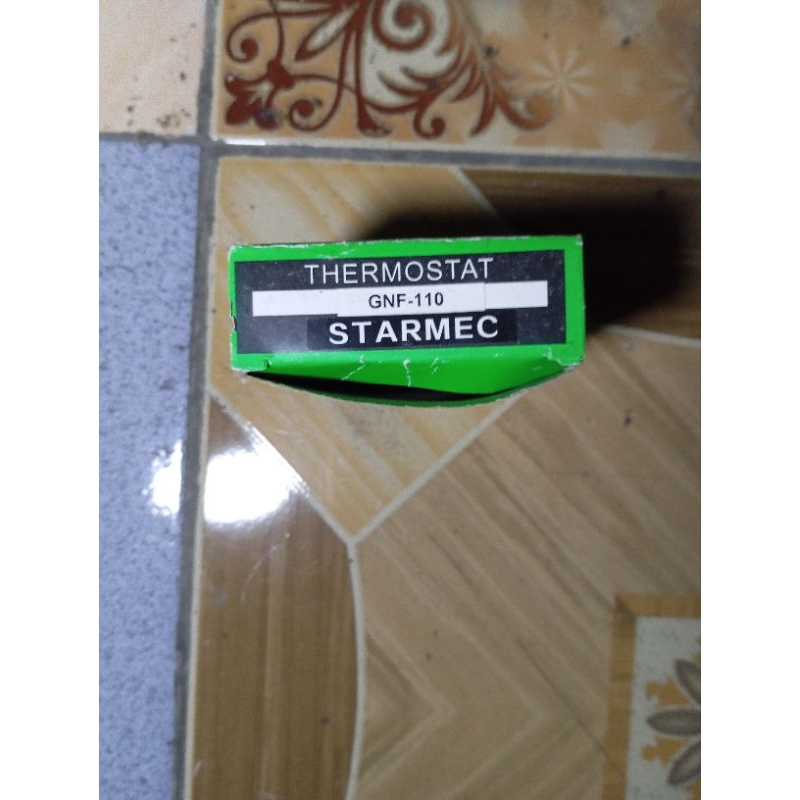 THERMOSTAT
GNF-110
STARMEC